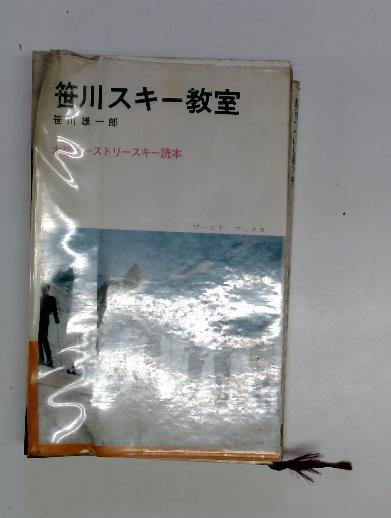 笹川スキー教室
笹川雄一郎
ストリースキー読本
ワールド ブックス